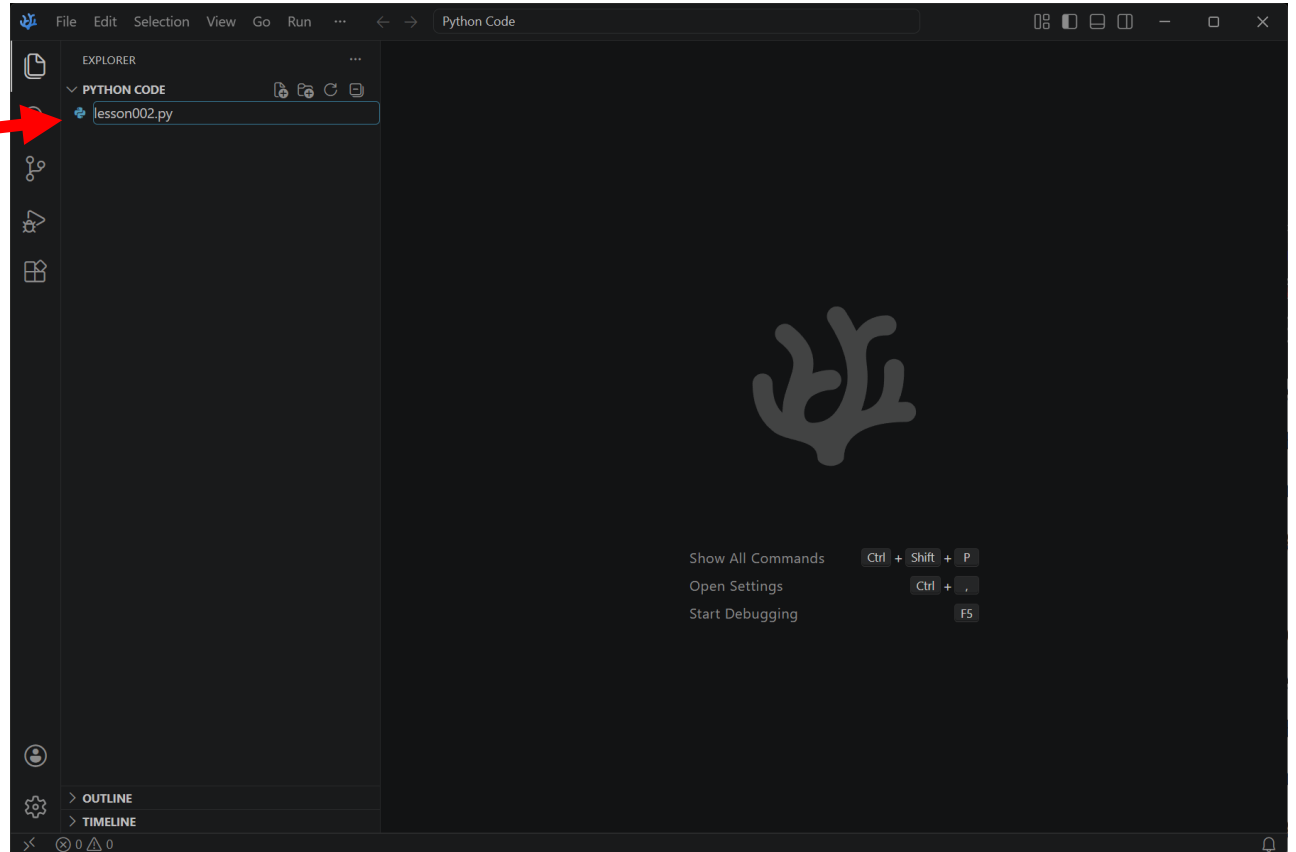 File Edit Selection View Go Run ··· Python Code
EXPLORER ···
PYTHON CODE
lesson002.py
Show All Commands Ctrl + Shift + P
Open Settings Ctrl + ,
Start Debugging F5
OUTLINE
TIMELINE
0 0